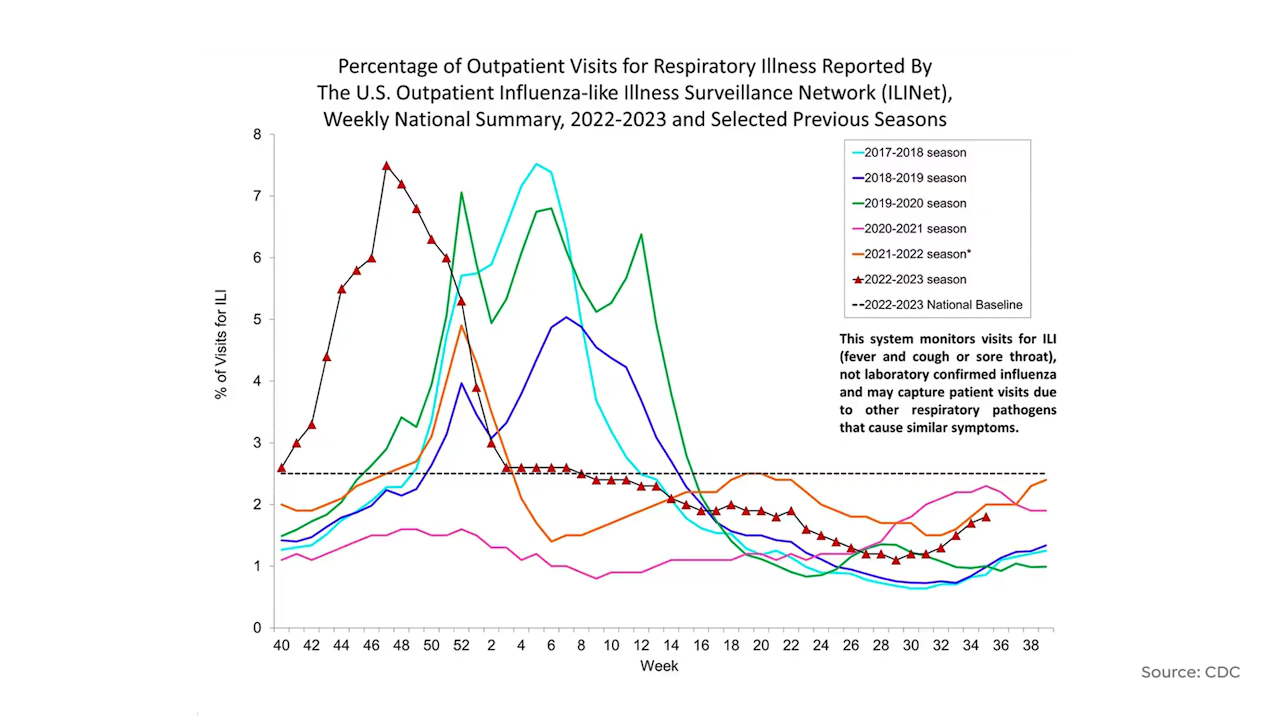 Percentage of Outpatient Visits for Respiratory Illness Reported By
The U.S. Outpatient Influenza-like Illness Surveillance Network (ILINet),
Weekly National Summary, 2022-2023 and Selected Previous Seasons
8
7
6
5
4
3
2
1
0
% of Visits for ILI
2017-2018 season
2018-2019 season
2019-2020 season
2020-2021 season
2021-2022 season*
2022-2023 season
2022-2023 National Baseline
This system monitors visits for ILI
(fever and cough or sore throat),
not laboratory confirmed influenza
and may capture patient visits due
to other respiratory pathogens
that cause similar symptoms.
40 42 44 46 48 50 52 2 4 6 8 10 12 14 16 18 20 22 24 26 28 30 32 34 36 38
Week
Source: CDC